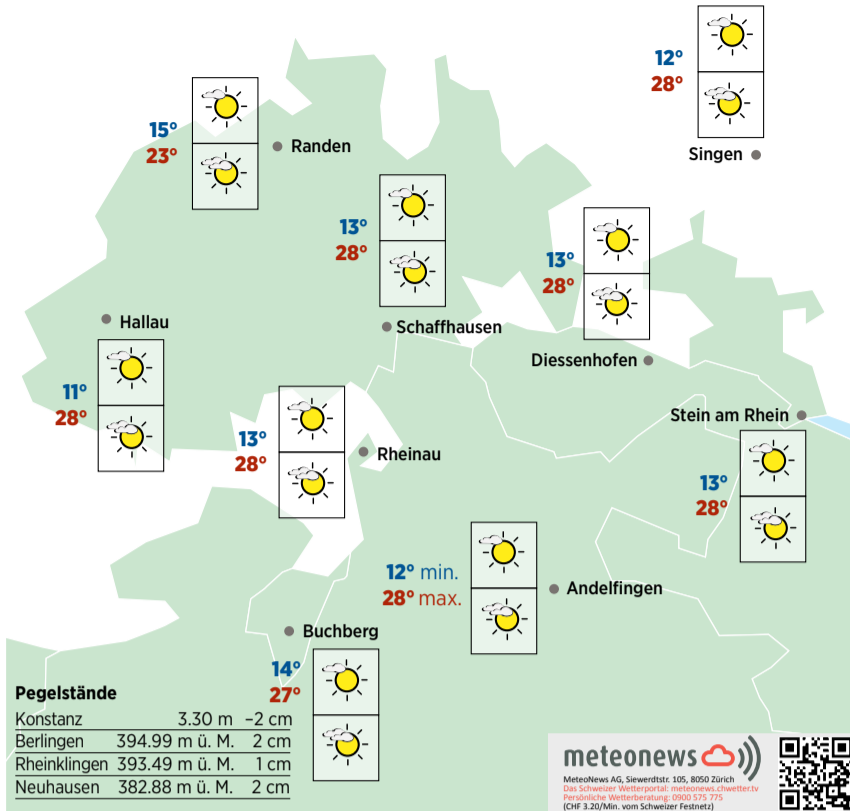 12°
28°
Singen
15°
23°
Randen
13°
28°
Schaffhausen
13°
28°
Diessenhofen
Hallau
11°
28°
13°
28°
Rheinau
Stein am Rhein
13°
28°
12° min.
28° max.
Andelfingen
Buchberg
14°
27°
Pegelstände
Konstanz 3.30 m –2 cm
Berlingen 394.99 m ü. M. 2 cm
Rheinklingen 393.49 m ü. M. 1 cm
Neuhausen 382.88 m ü. M. 2 cm
meteonews
MeteoNews AG, Siewerdtstr. 105, 8050 Zürich
Das Schweizer Wetterportal: meteonews.chwetter.tv
Persönliche Wetterberatung: 0900 575 775
(CHF 3.20/Min. vom Schweizer Festnetz)